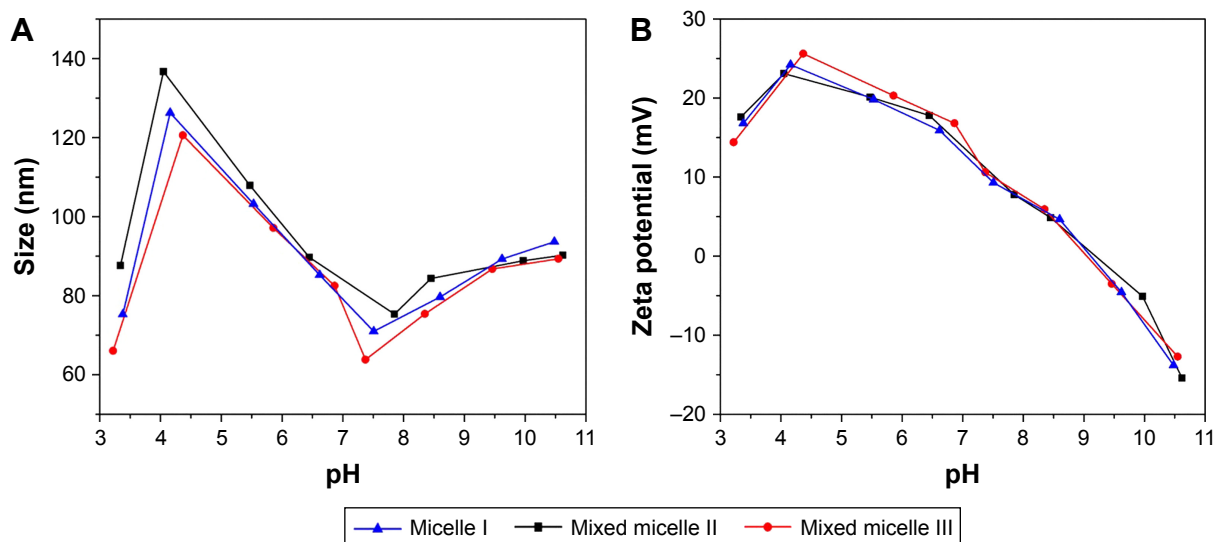 A
Size (nm)
140
120
100
80
60
3 4 5 6 7 8 9 10 11
pH
B
Zeta potential (mV)
30
20
10
0
–10
–20
3 4 5 6 7 8 9 10 11
pH
Micelle I Mixed micelle II Mixed micelle III